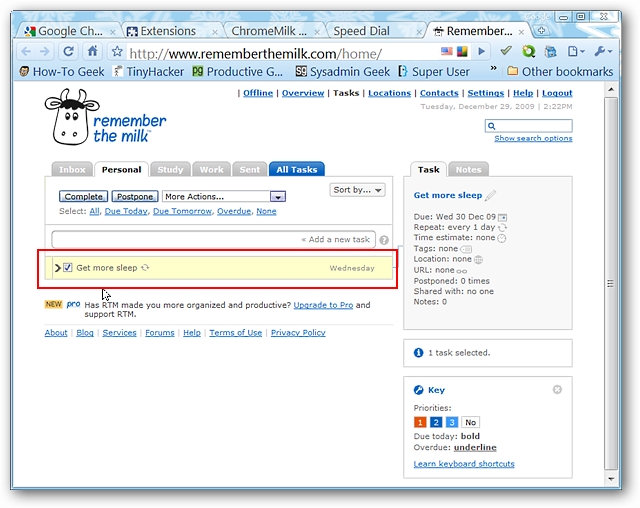 Google Ch... Extensions ChromeMilk Speed Dial Remember...
http://www.rememberthemilk.com/home/
How-To Geek TinyHacker Productive G... Sysadmin Geek Super User » Other bookmarks
| Offline | Overview | Tasks | Locations | Contacts | Settings | Help | Logout
Tuesday, December 29, 2009 | 2:22PM
remember
the milk
Show search options
Inbox Personal Study Work Sent All Tasks
Task Notes
Complete Postpone More Actions... Sort by...
Select: All, Due Today, Due Tomorrow, Overdue, None
« Add a new task ?
Get more sleep Wednesday
NEW pro Has RTM made you more organized and productive? Upgrade to Pro and
support RTM.
About | Blog | Services | Forums | Help | Terms of Use | Privacy Policy
Get more sleep
Due: Wed 30 Dec 09
Repeat: every 1 day
Time estimate: none
Tags: none
Location: none
URL: none
Postponed: 0 times
Shared with: no one
Notes: 0
1 task selected.
Key
Priorities:
1 2 3 No
Due today: bold
Overdue: underline
Learn keyboard shortcuts